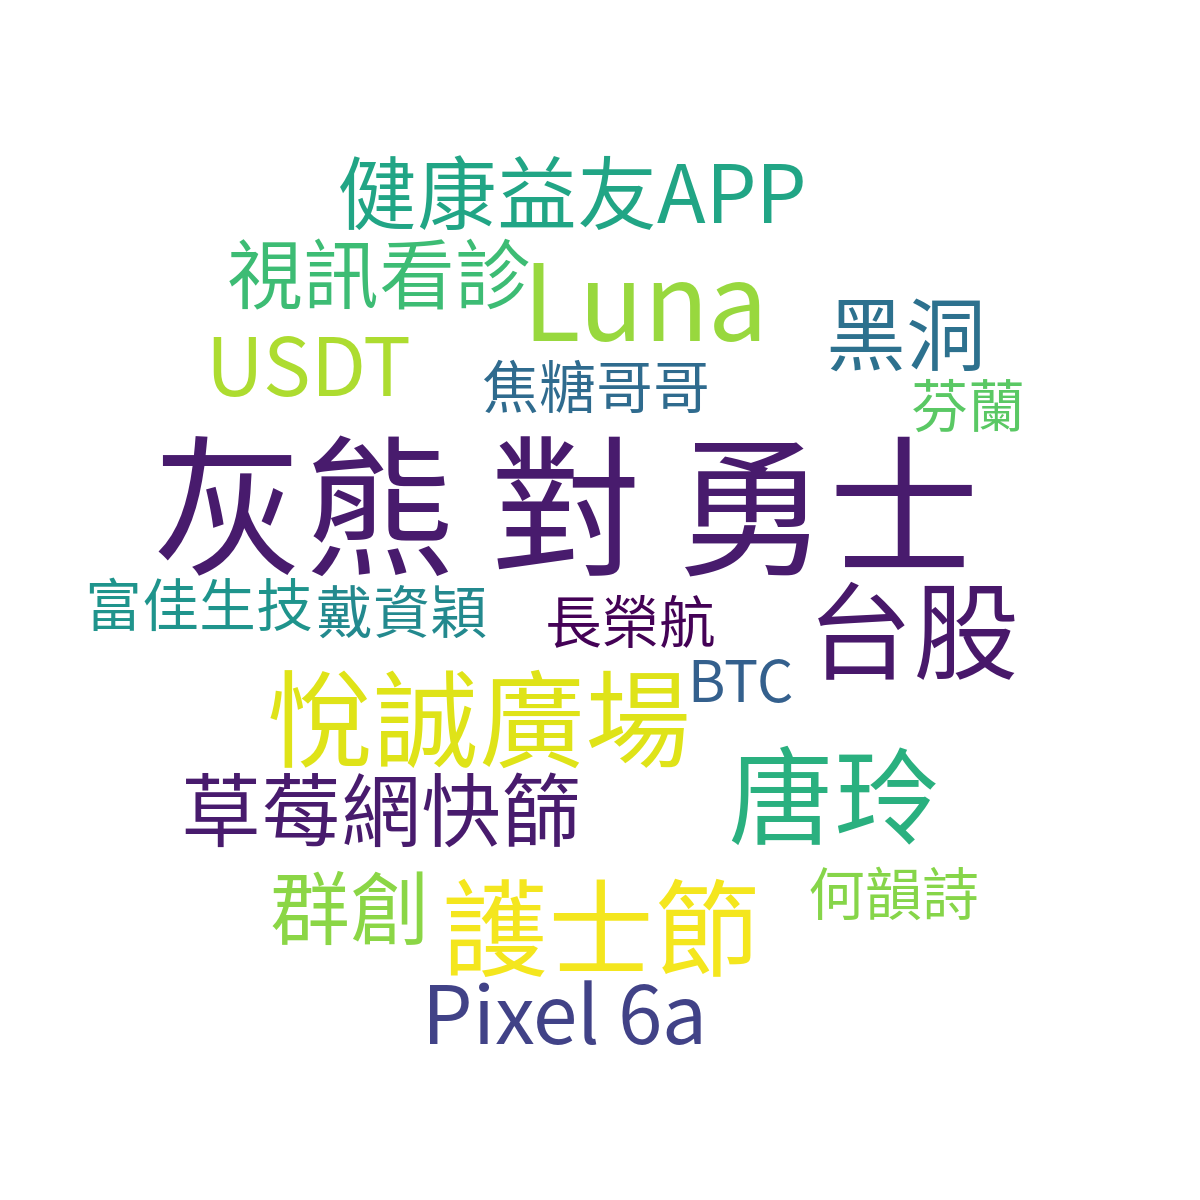 健康益友APP
視訊看診
Luna
黑洞
USDT
焦糖哥哥
芬蘭
灰熊 對 勇士
富佳生技
戴資穎
長榮航
台股
BTC
悅誠廣場
唐玲
草莓網快篩
群創
護士節
何韻詩
Pixel 6a